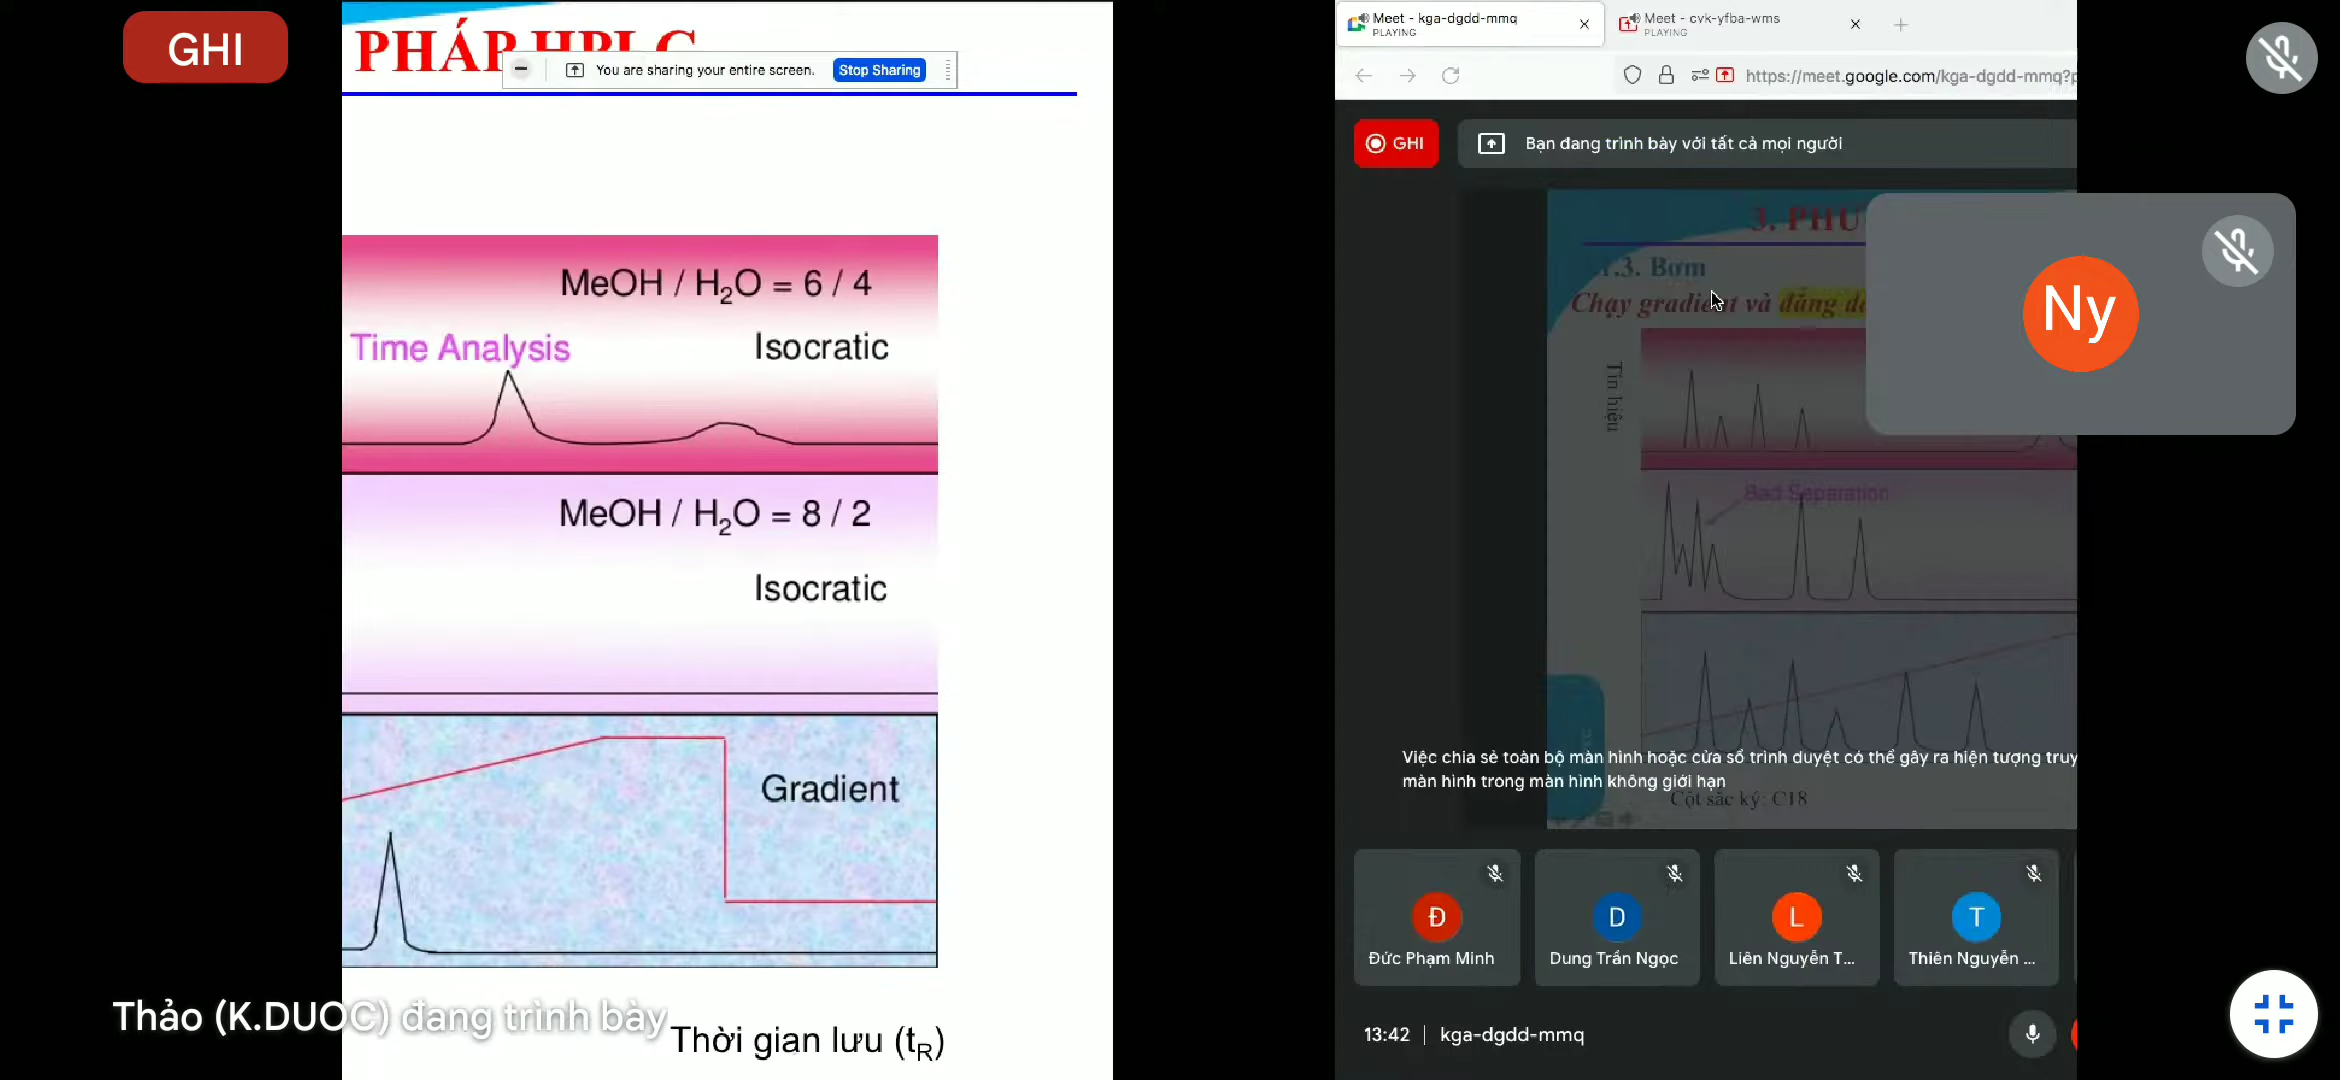 GHI
PHÁP HPLC
You are sharing your entire screen.
Stop Sharing
MeOH / H₂O = 6 / 4
Time Analysis
Isocratic
MeOH / H₂O = 8 / 2
Isocratic
Gradient
Thảo (K.DUOC) đang trình bày
Thời gian lưu (tR)
Meet - kga-dgdd-mmq
PLAYING
Meet - cvk-yfba-wms
PLAYING
https://meet.google.com/kga-dgdd-mmq?p
GHI
Bạn đang trình bày với tất cả mọi người
3. PHƯ
.3. Bơm
Chạy gradient và đẳng d
Tín hiệu
Bad Separation
Việc chia sẻ toàn bộ màn hình hoặc cửa sổ trình duyệt có thể gây ra hiện tượng truy
màn hình trong màn hình không giới hạn
Cột sắc ký: C18
Ny
Đ
D
L
T
Đức Phạm Minh
Dung Trần Ngọc
Liên Nguyễn T...
Thiên Nguyễn ...
13:42 | kga-dgdd-mmq